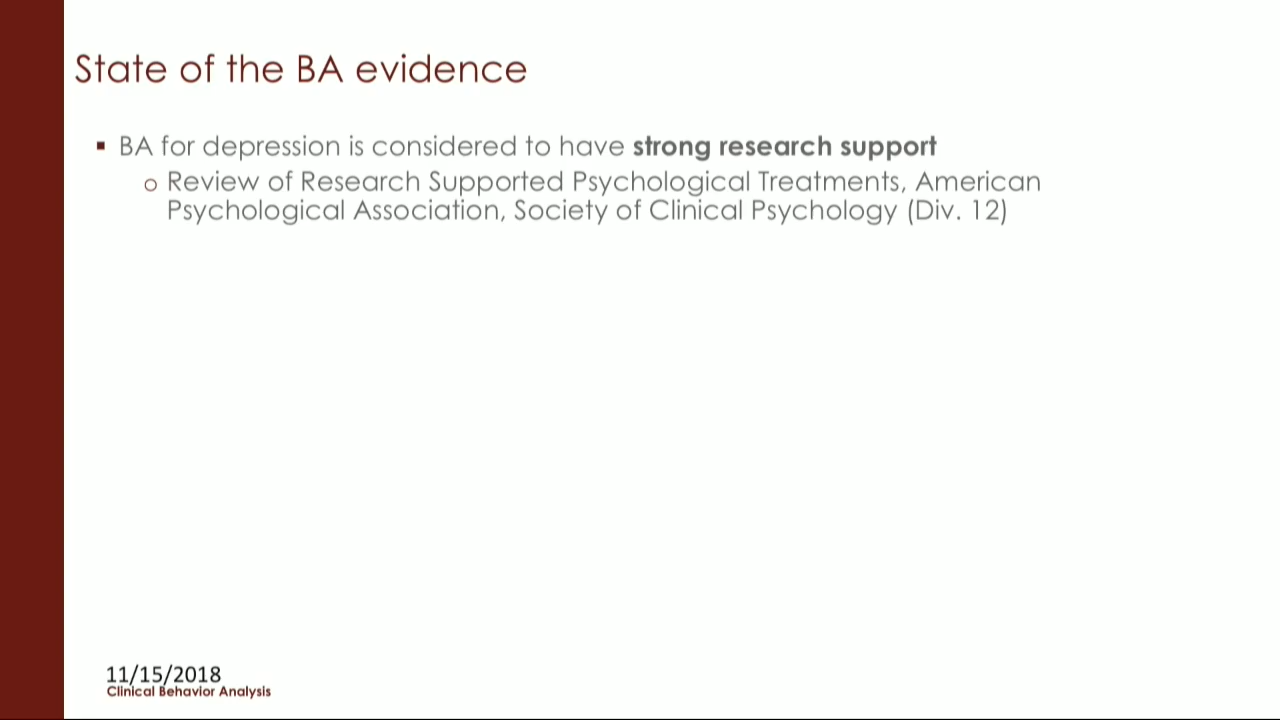 State of the BA evidence
▪ BA for depression is considered to have strong research support
o Review of Research Supported Psychological Treatments, American
Psychological Association, Society of Clinical Psychology (Div. 12)
11/15/2018
Clinical Behavior Analysis